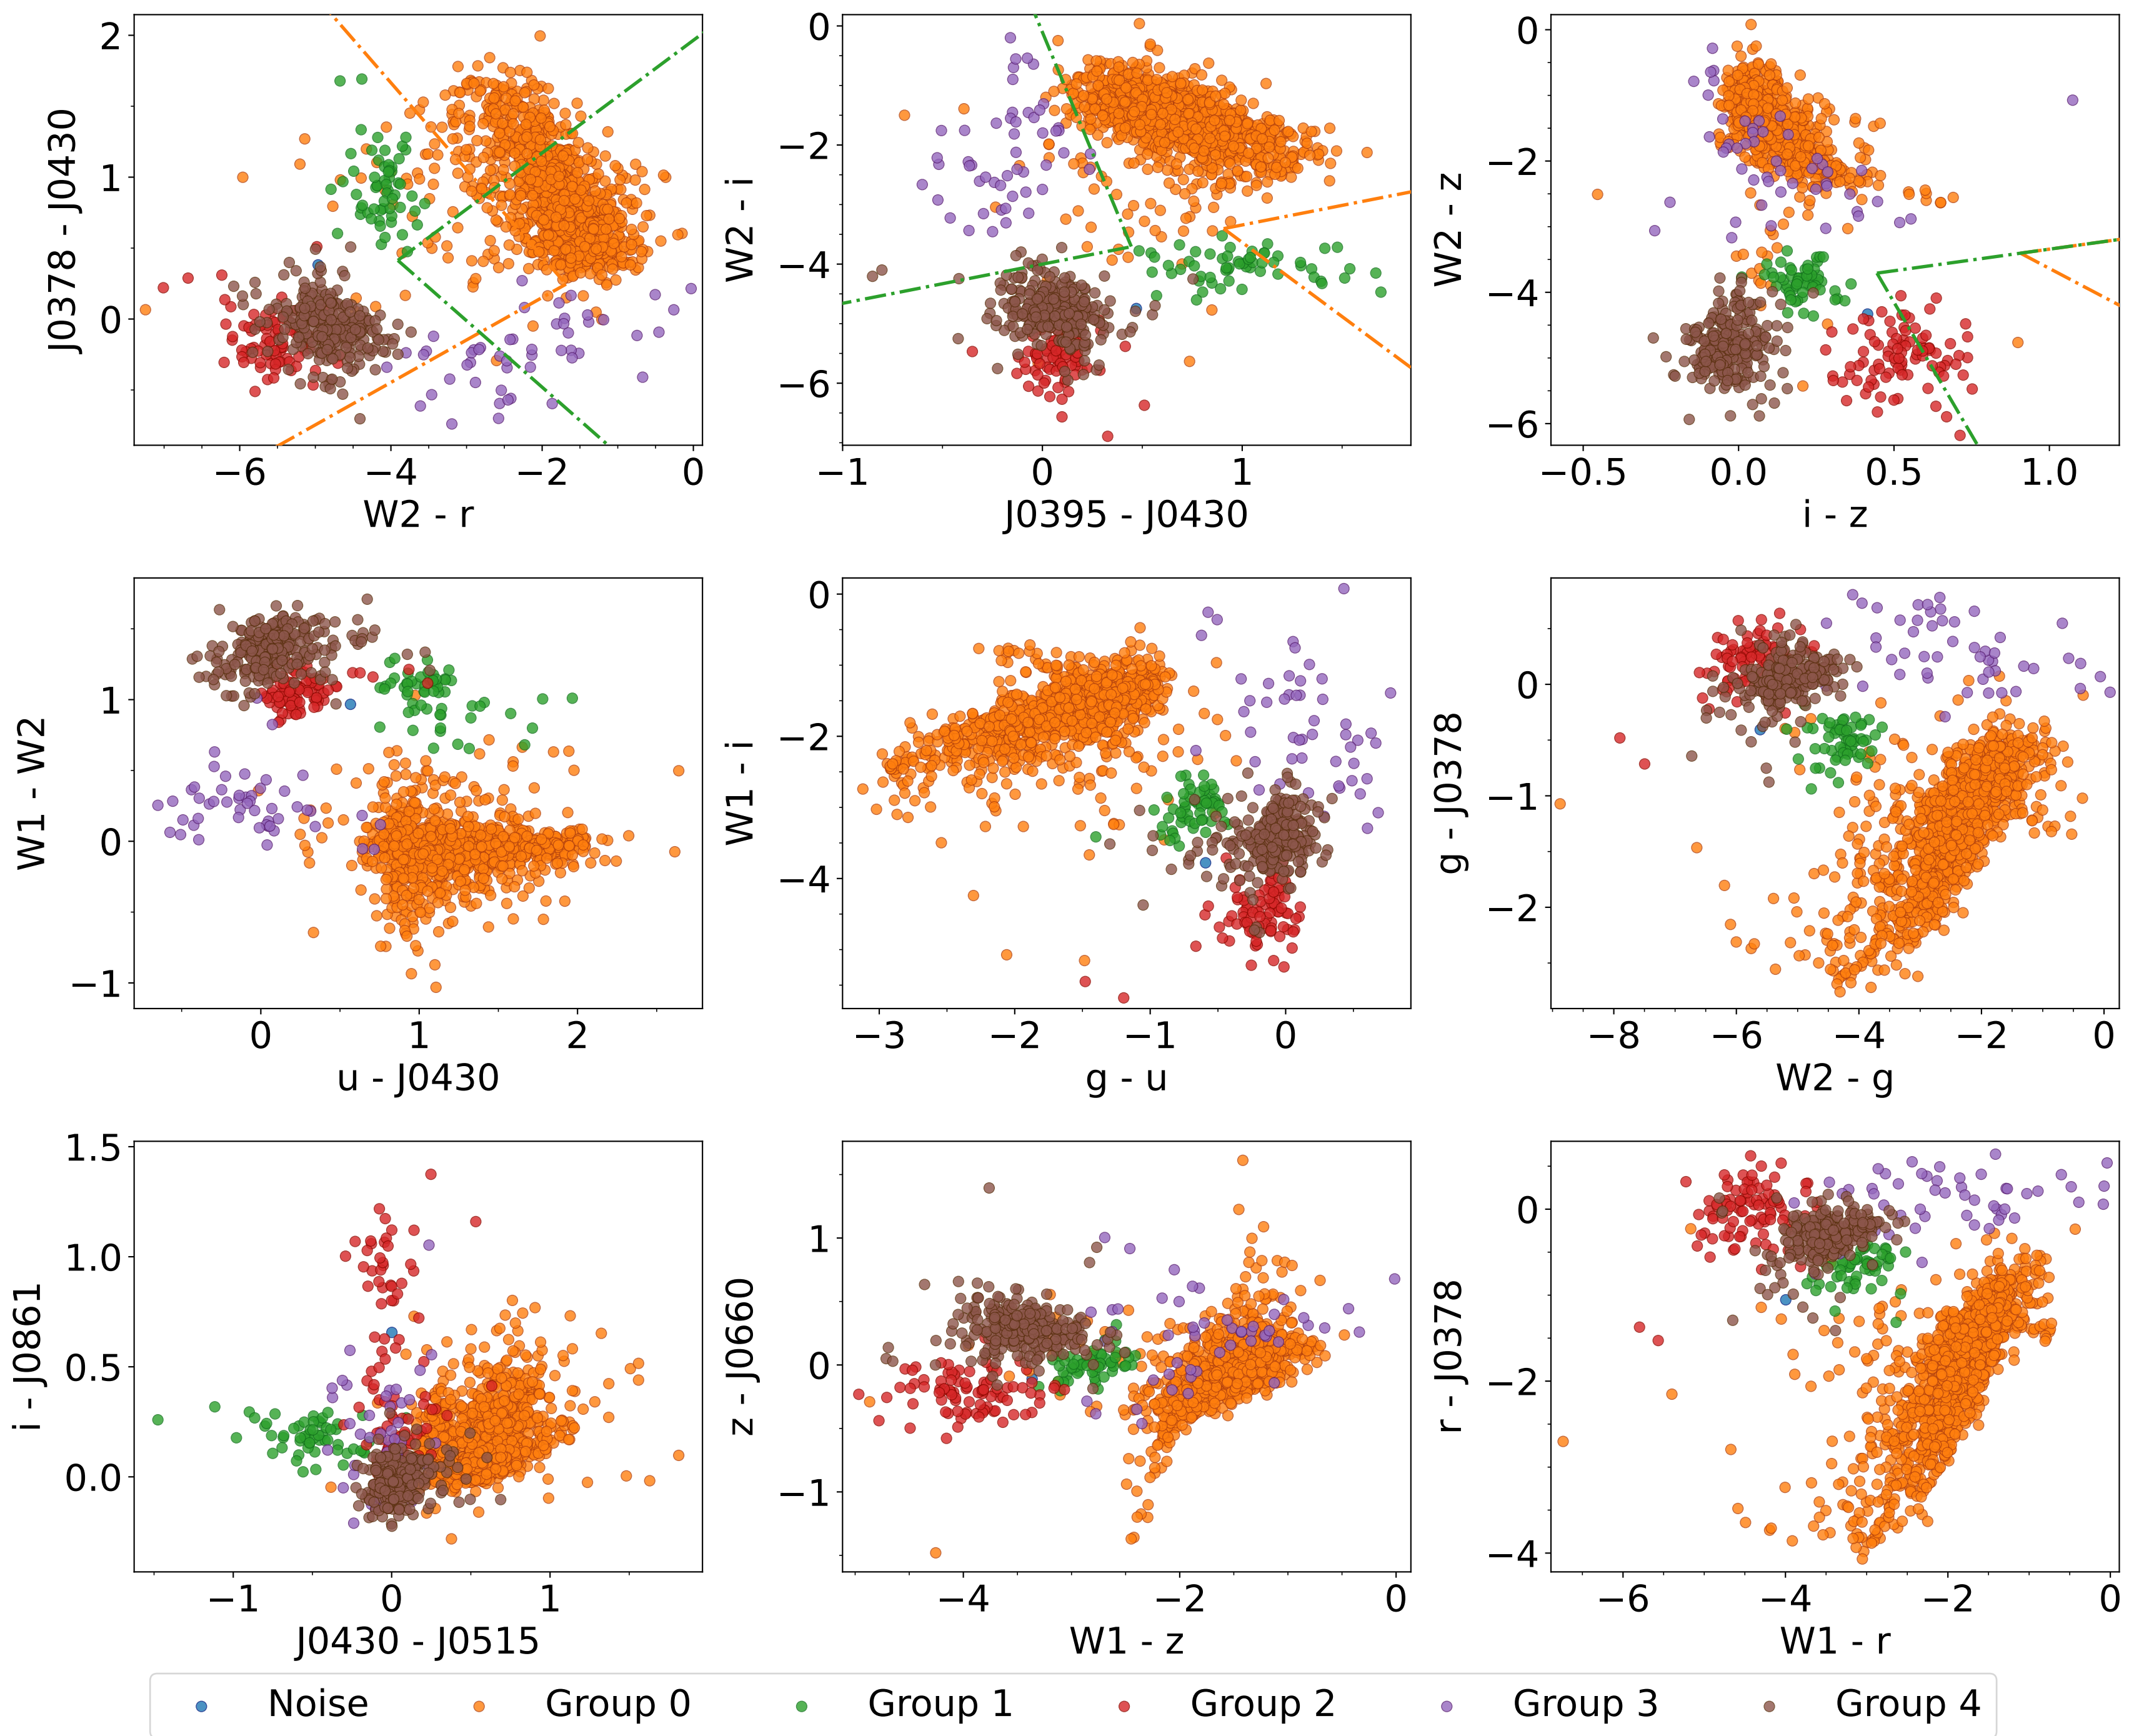 2
1
0
J0378 - J0430
−6
−4
−2
0
W2 - r
0
−2
−4
−6
W2 - i
−1
0
1
J0395 - J0430
0
−2
−4
−6
W2 - z
−0.5
0.0
0.5
1.0
i - z
1
0
−1
W1 - W2
0
1
2
u - J0430
0
−2
−4
W1 - i
−3
−2
−1
0
g - u
0
−1
−2
g - J0378
−8
−6
−4
−2
0
W2 - g
1.5
1.0
0.5
0.0
i - J0861
−1
0
1
J0430 - J0515
1
0
−1
z - J0660
−4
−2
0
W1 - z
0
−2
−4
r - J0378
−6
−4
−2
0
W1 - r
Noise
Group 0
Group 1
Group 2
Group 3
Group 4